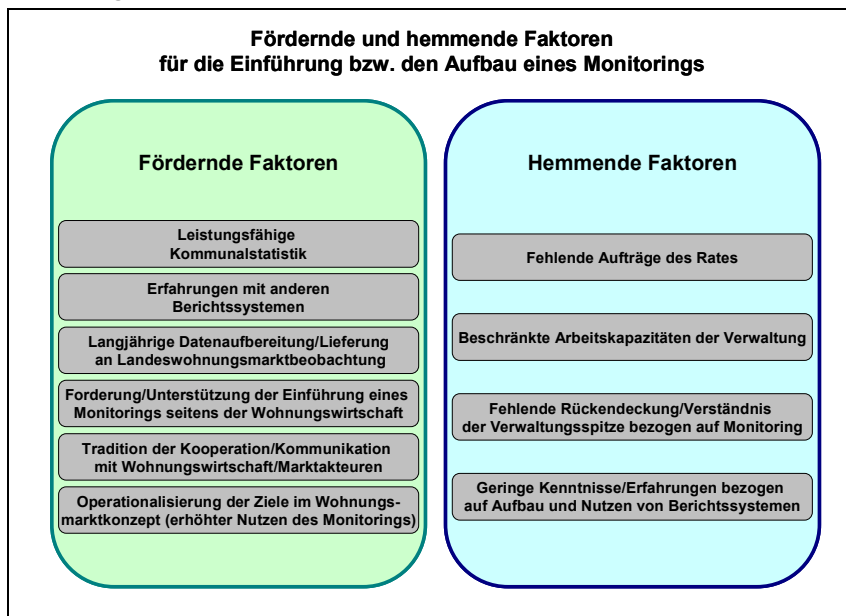 Fördernde und hemmende Faktoren
für die Einführung bzw. den Aufbau eines Monitorings
Fördernde Faktoren
Leistungsfähige
Kommunalstatistik
Erfahrungen mit anderen
Berichtssystemen
Langjährige Datenaufbereitung/Lieferung
an Landeswohnungsmarktbeobachtung
Forderung/Unterstützung der Einführung eines
Monitorings seitens der Wohnungswirtschaft
Tradition der Kooperation/Kommunikation
mit Wohnungswirtschaft/Marktakteuren
Operationalisierung der Ziele im Wohnungs-
marktkonzept (erhöhter Nutzen des Monitorings)
Hemmende Faktoren
Fehlende Aufträge des Rates
Beschränkte Arbeitskapazitäten der Verwaltung
Fehlende Rückendeckung/Verständnis
der Verwaltungsspitze bezogen auf Monitoring
Geringe Kenntnisse/Erfahrungen bezogen
auf Aufbau und Nutzen von Berichtssystemen